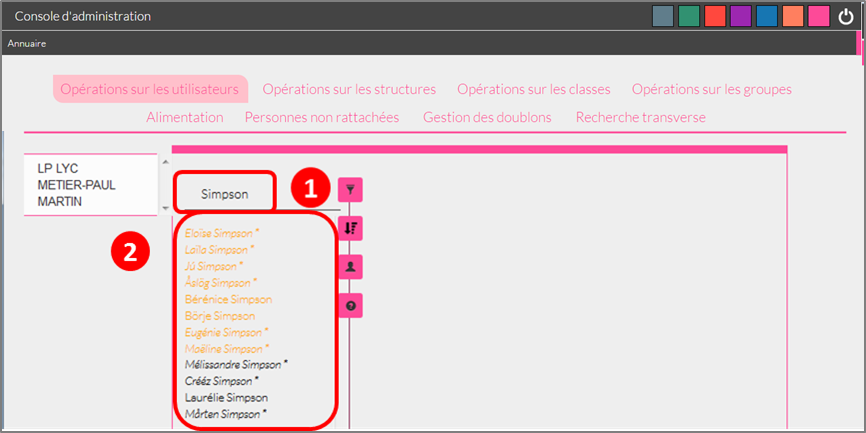 Console d'administration
Annuaire
Opérations sur les utilisateurs Opérations sur les structures Opérations sur les classes Opérations sur les groupes
Alimentation Personnes non rattachées Gestion des doublons Recherche transverse
LP LYC
METIER-PAUL
MARTIN
Simpson
1
2
Eloïse Simpson *
Laïla Simpson *
Jú Simpson *
Åslög Simpson *
Bérénice Simpson
Börje Simpson
Eugénie Simpson *
Maëline Simpson *
Mélissandre Simpson *
Crééz Simpson *
Laurélie Simpson
Mårten Simpson *